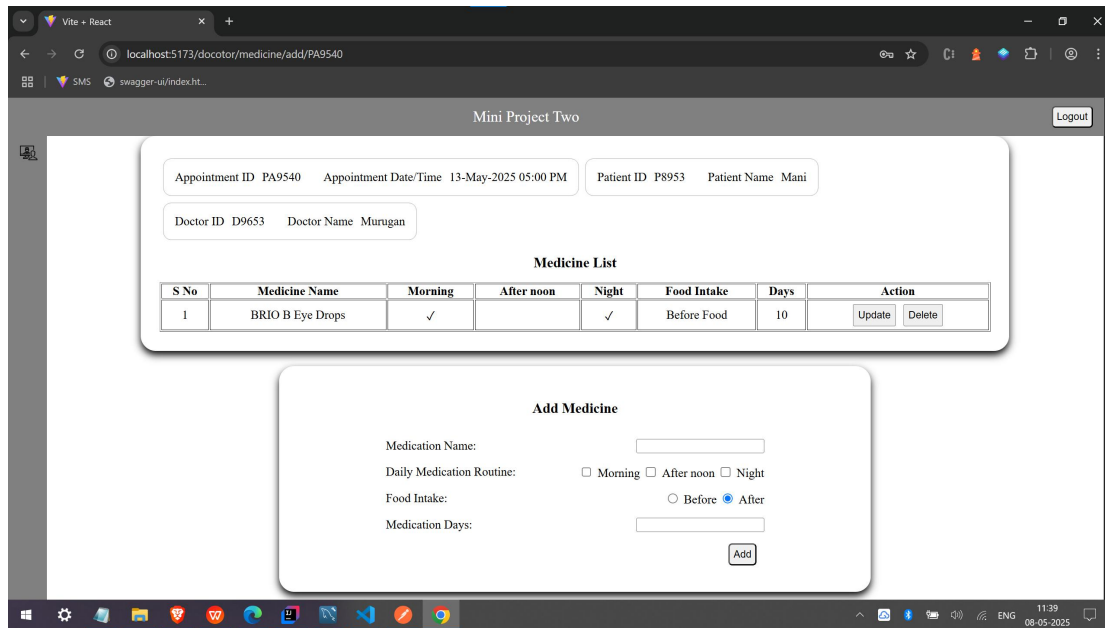 Vite + React
localhost:5173/docotor/medicine/add/PA9540
SMS swagger-ui/index.ht...
Mini Project Two Logout
Appointment ID PA9540 Appointment Date/Time 13-May-2025 05:00 PM Patient ID P8953 Patient Name Mani
Doctor ID D9653 Doctor Name Murugan
Medicine List
S No Medicine Name Morning After noon Night Food Intake Days Action
1 BRIO B Eye Drops ✓ ✓ Before Food 10 Update Delete
Add Medicine
Medication Name:
Daily Medication Routine: Morning After noon Night
Food Intake: Before After
Medication Days:
Add
ENG 11:39
08-05-2025